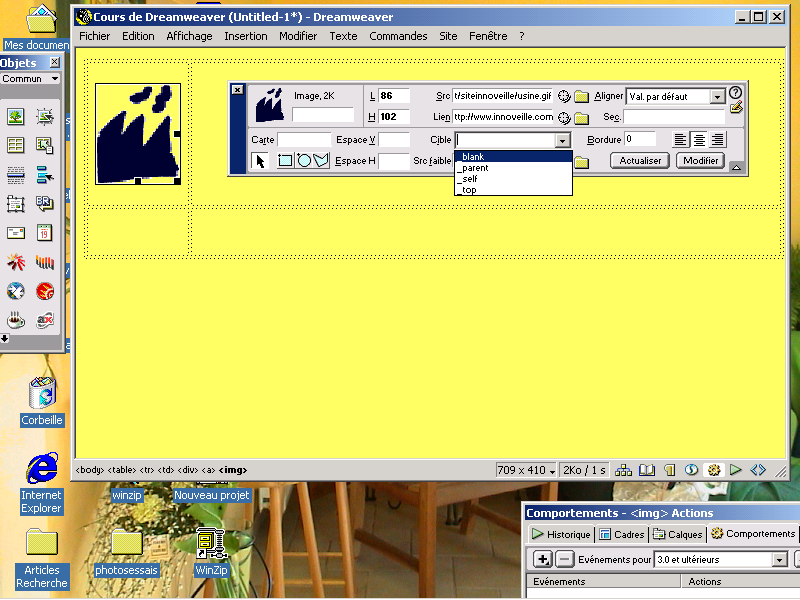 Mes documen
Cours de Dreamweaver (Untitled-1*) - Dreamweaver
Fichier Edition Affichage Insertion Modifier Texte Commandes Site Fenêtre ?
Objets
Commun
Image, 2K
L 86
Src t/siteinnoveille/usine.gif
Aligner Val. par défaut
H 102
Lien ttp://www.innoveille.com
Sec.
Carte
Espace V
Cible
Bordure 0
Espace H
Src faible
Actualiser
Modifier
_blank
_parent
_self
_top
BR
19
Corbeille
Internet
Explorer
Articles
Recherche
<body> <table> <tr> <td> <div> <a> <img>
709 x 410
2Ko / 1 s
winzip
Nouveau projet
photosessais
WinZip
Comportements - <img> Actions
Historique Cadres Calques Comportements
Evénements pour 3.0 et ultérieurs
Evénements Actions